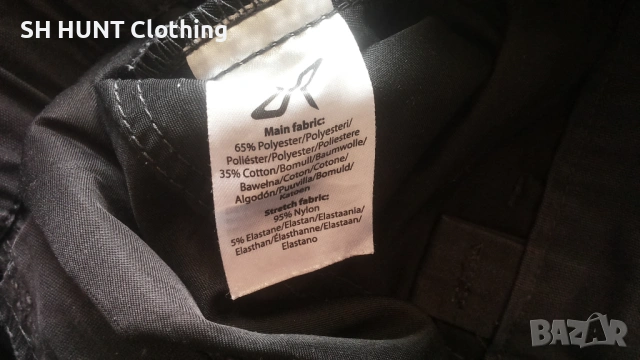 SH HUNT Clothing
Main fabric:
65% Polyester/Polyesteri/
Poliéster/Polyester/Poliestere
35% Cotton/Bomull/Baumwolle/
Bawełna/Coton/Cotone/
Algodón/Puuvilla/Bomuld/
Katoen
Stretch fabric:
95% Nylon
5% Elastane/Elastan/Elastaania/
Elasthan/Élasthanne/Elastaan/
Elastano
BAZAR